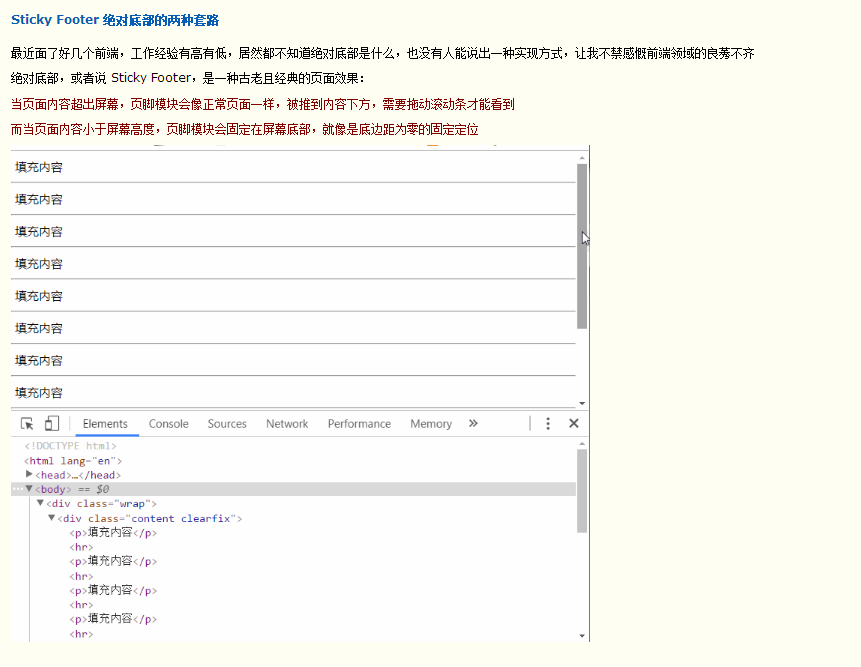 Sticky Footer 绝对底部的两种套路
最近面了好几个前端，工作经验有高有低，居然都不知道绝对底部是什么，也没有人能说出一种实现方式，让我不禁感慨前端领域的良莠不齐
绝对底部，或者说 Sticky Footer，是一种古老且经典的页面效果：
当页面内容超出屏幕，页脚模块会像正常页面一样，被推到内容下方，需要拖动滚动条才能看到
而当页面内容小于屏幕高度，页脚模块会固定在屏幕底部，就像是底边距为零的固定定位
填充内容
填充内容
填充内容
填充内容
填充内容
填充内容
填充内容
填充内容
Elements Console Sources Network Performance Memory »
<!DOCTYPE html>
<html lang="en">
<head>…</head>
<body> == $0
<div class="wrap">
<div class="content clearfix">
<p>填充内容</p>
<hr>
<p>填充内容</p>
<hr>
<p>填充内容</p>
<hr>
<p>填充内容</p>
<hr>